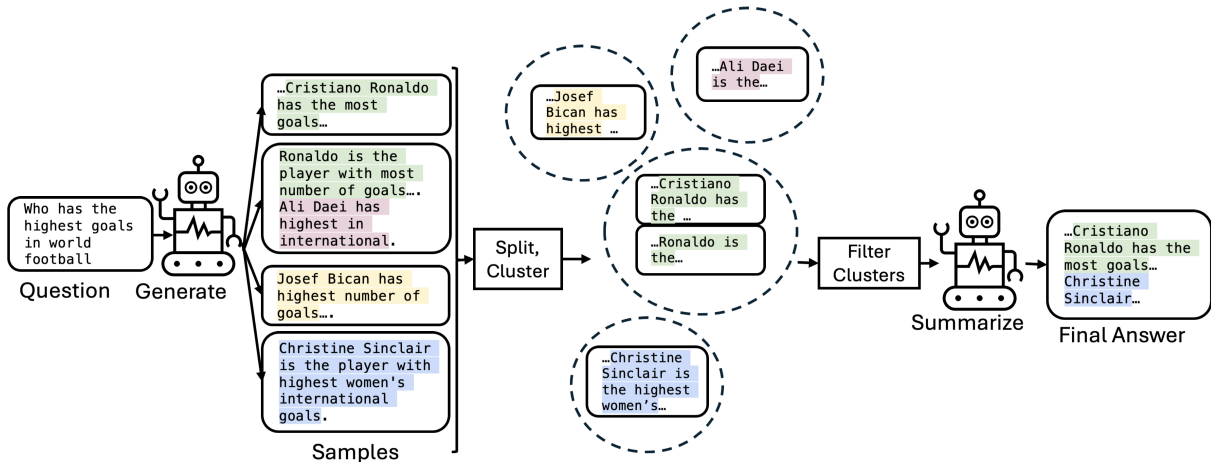 Who has the
highest goals
in world
football
Question
Generate
…Cristiano Ronaldo
has the most
goals…
Ronaldo is the
player with most
number of goals….
Ali Daei has
highest in
international.
Josef Bican has
highest number of
goals….
Christine Sinclair
is the player with
highest women's
international
goals.
Samples
Split,
Cluster
…Josef
Bican has
highest …
…Ali Daei
is the…
…Cristiano
Ronaldo has
the …
…Ronaldo is
the…
…Christine
Sinclair is
the highest
women’s…
Filter
Clusters
Summarize
…Cristiano
Ronaldo has the
most goals…
Christine
Sinclair…
Final Answer